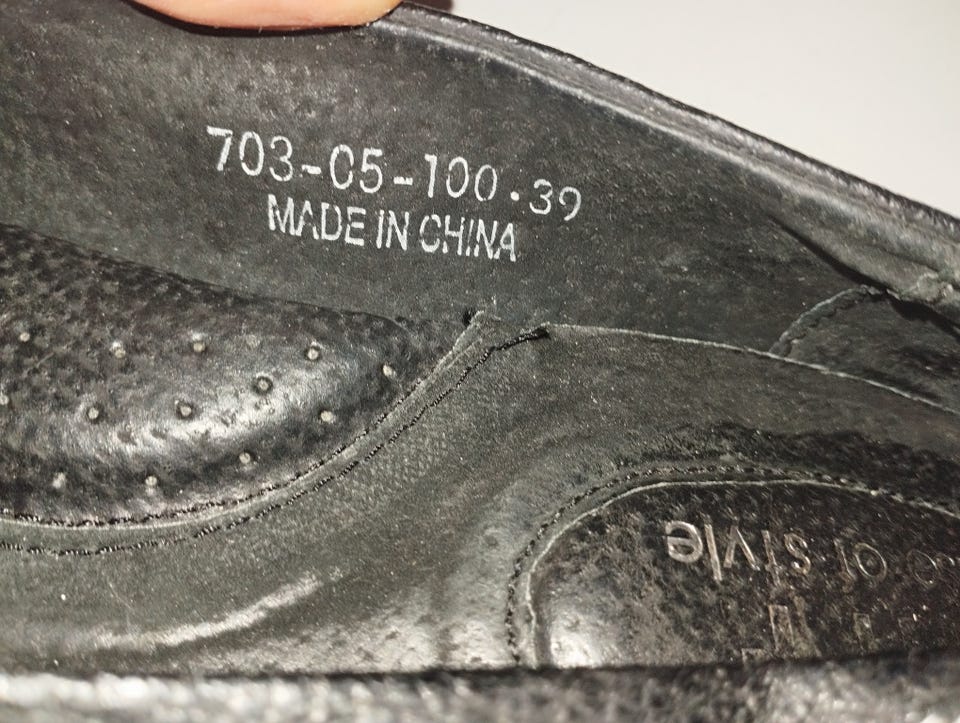 703-05-100·39
MADE IN CHINA
of style